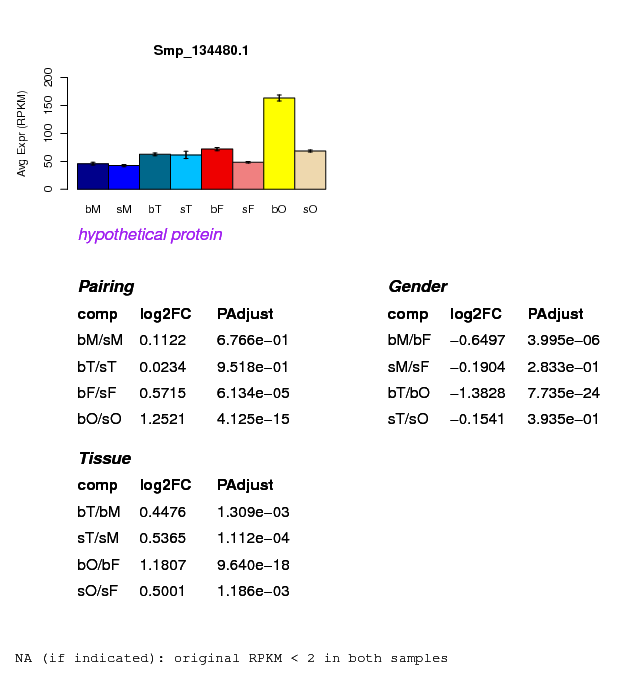 Smp_134480.1
Avg Expr (RPKM)
0 50 100 150 200
bM sM bT sT bF sF bO sO
hypothetical protein
Pairing
comp log2FC PAdjust
bM/sM 0.1122 6.766e−01
bT/sT 0.0234 9.518e−01
bF/sF 0.5715 6.134e−05
bO/sO 1.2521 4.125e−15
Gender
comp log2FC PAdjust
bM/bF −0.6497 3.995e−06
sM/sF −0.1904 2.833e−01
bT/bO −1.3828 7.735e−24
sT/sO −0.1541 3.935e−01
Tissue
comp log2FC PAdjust
bT/bM 0.4476 1.309e−03
sT/sM 0.5365 1.112e−04
bO/bF 1.1807 9.640e−18
sO/sF 0.5001 1.186e−03
NA (if indicated): original RPKM < 2 in both samples